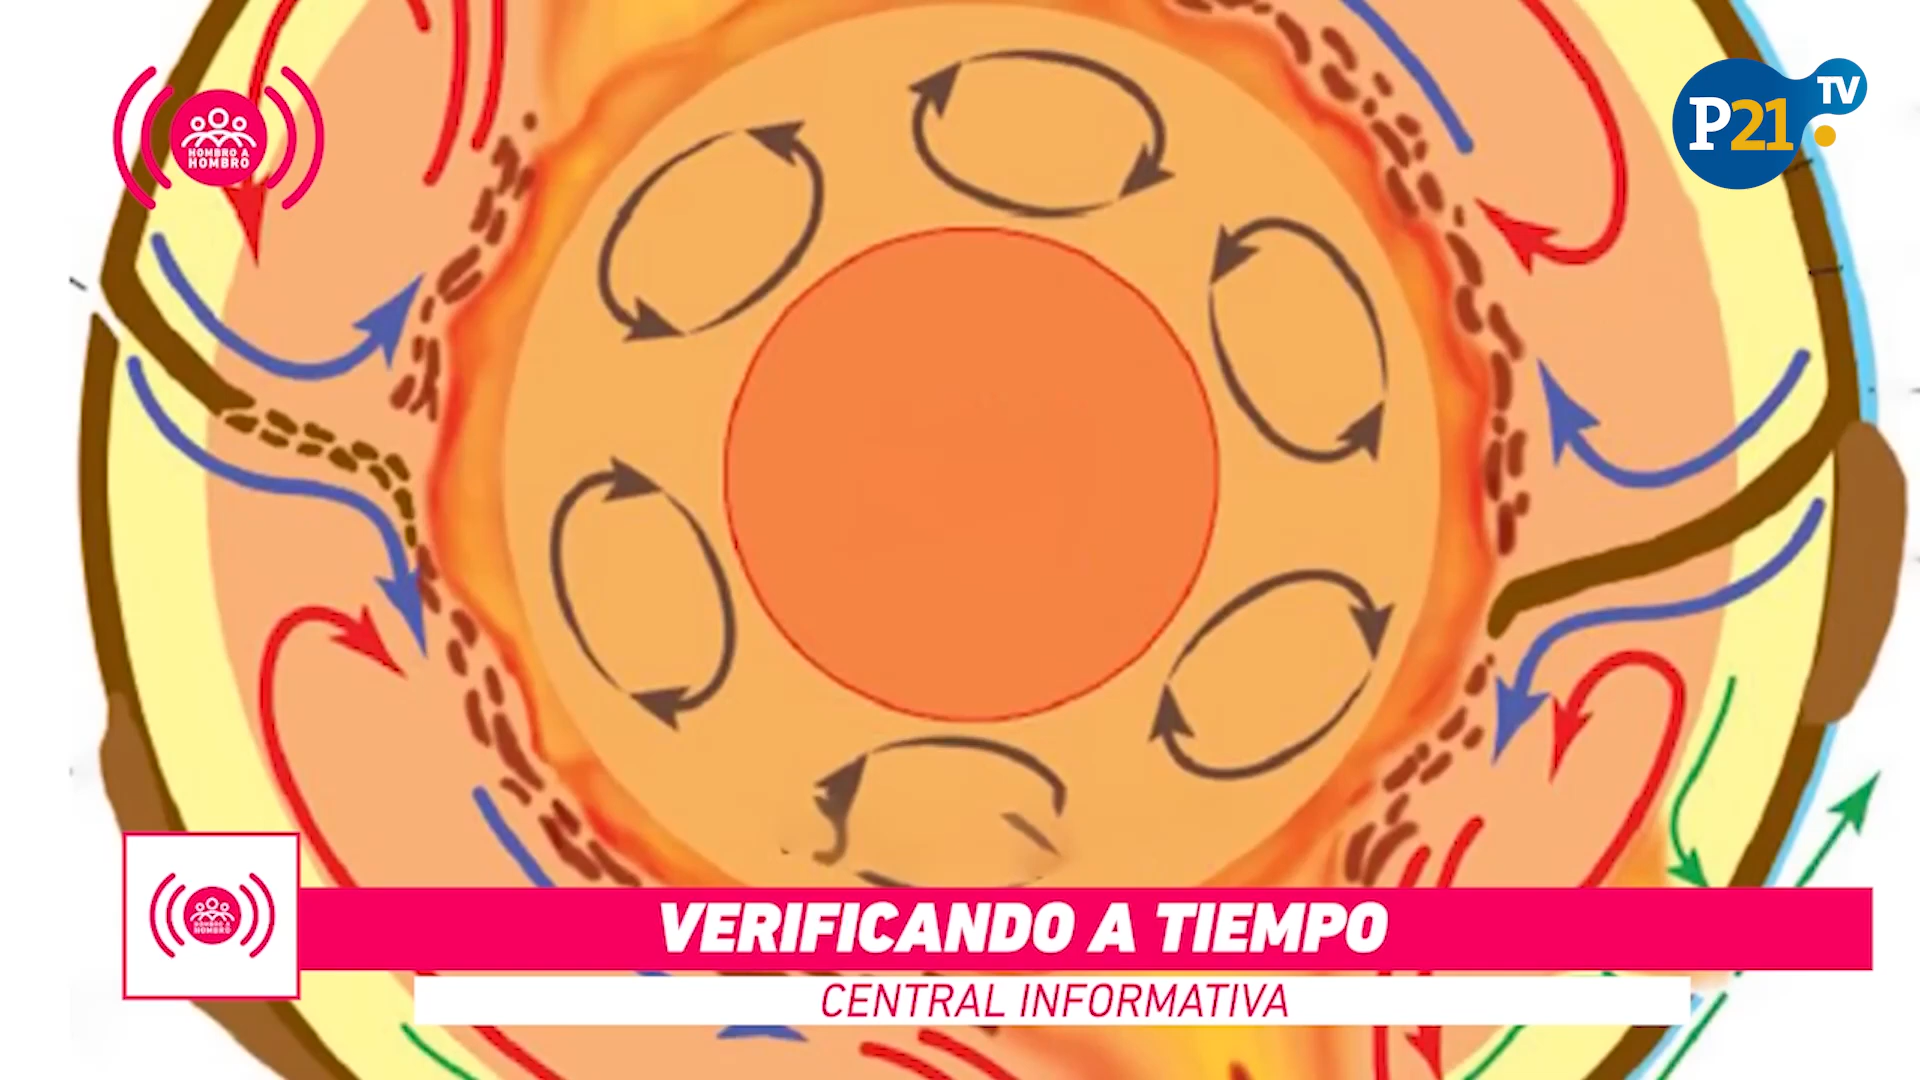 HOMBRO A
HOMBRO
P21
TV
HOMBRO A
HOMBRO
VERIFICANDO A TIEMPO
CENTRAL INFORMATIVA